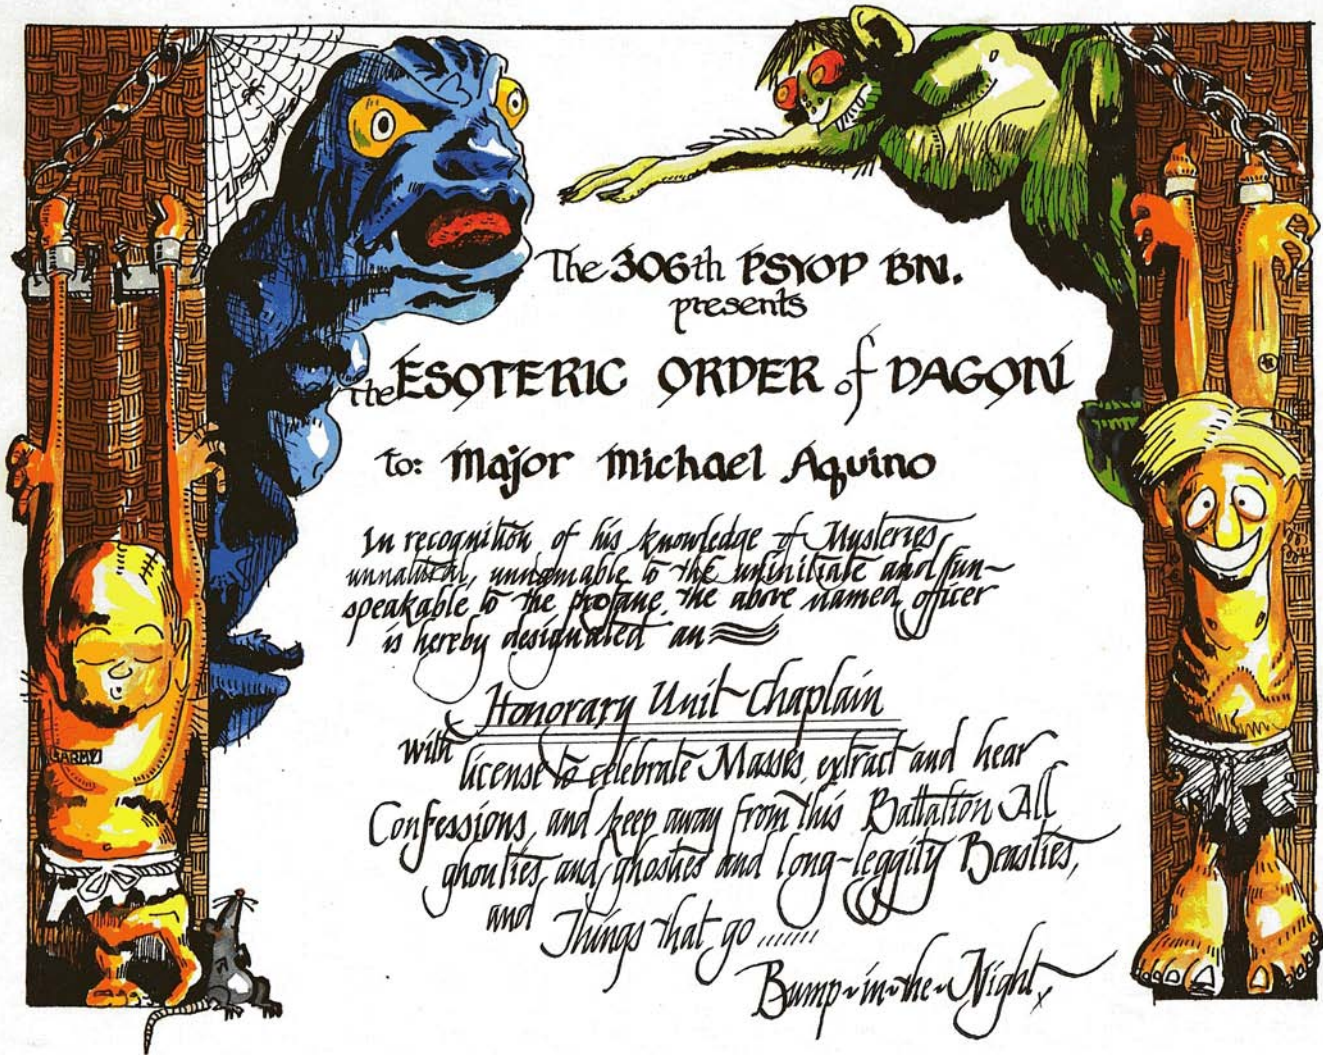 The 306th PSYOP BN.
presents
the ESOTERIC ORDER of DAGON
to: Major Michael Aquino
In recognition of his knowledge of Mysteries
unnatural, unnamable to the uninitiate and un-
speakable to the profane, the above named officer
is hereby designated an
Honorary Unit Chaplain
with license to celebrate Masses, extract and hear
Confessions, and keep away from this Battalion All
ghoulies, and ghosties and long-leggity Beasties,
and Things that go .......
Bump-in-the-Night